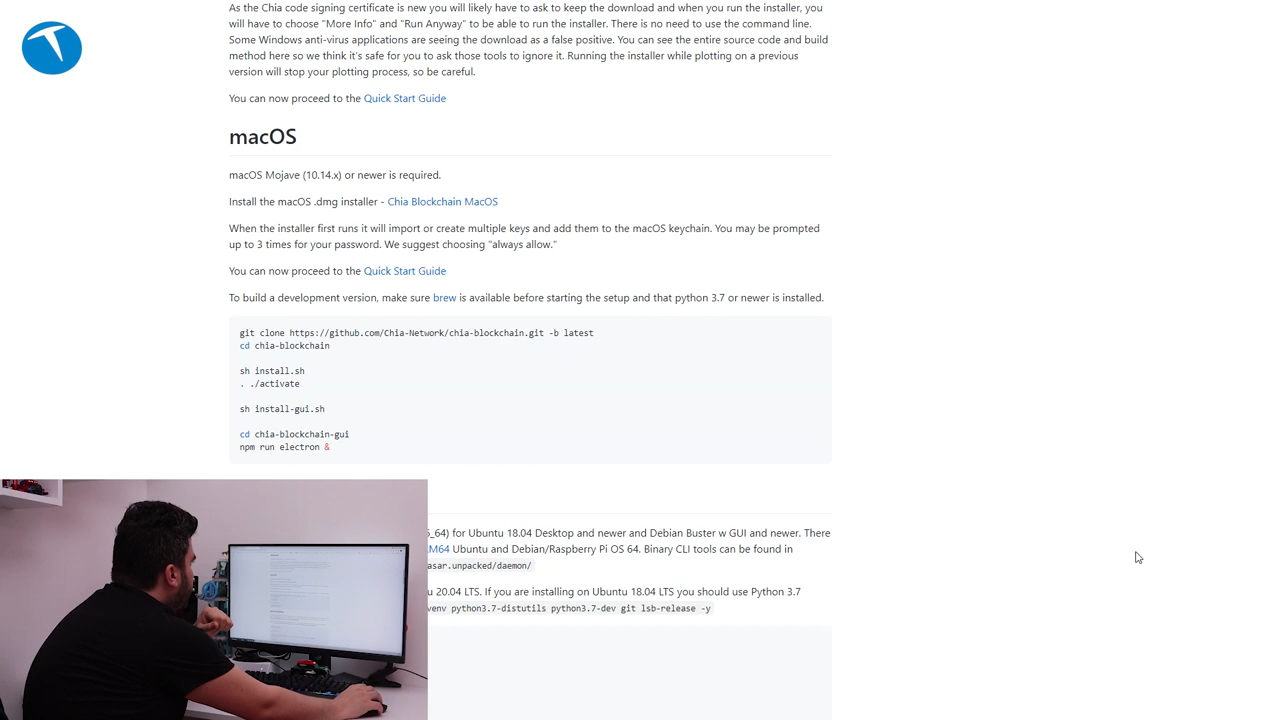 As the Chia code signing certificate is new you will likely have to ask to keep the download and when you run the installer, you
will have to choose "More Info" and "Run Anyway" to be able to run the installer. There is no need to use the command line.
Some Windows anti-virus applications are seeing the download as a false positive. You can see the entire source code and build
method here so we think it's safe for you to ask those tools to ignore it. Running the installer while plotting on a previous
version will stop your plotting process, so be careful.
You can now proceed to the Quick Start Guide
macOS
macOS Mojave (10.14.x) or newer is required.
Install the macOS .dmg installer - Chia Blockchain MacOS
When the installer first runs it will import or create multiple keys and add them to the macOS keychain. You may be prompted
up to 3 times for your password. We suggest choosing "always allow."
You can now proceed to the Quick Start Guide
To build a development version, make sure brew is available before starting the setup and that python 3.7 or newer is installed.
git clone https://github.com/Chia-Network/chia-blockchain.git -b latest
cd chia-blockchain
sh install.sh
. ./activate
sh install-gui.sh
cd chia-blockchain-gui
npm run electron &
_64) for Ubuntu 18.04 Desktop and newer and Debian Buster w GUI and newer. There
M64 Ubuntu and Debian/Raspberry Pi OS 64. Binary CLI tools can be found in
asar.unpacked/daemon/
u 20.04 LTS. If you are installing on Ubuntu 18.04 LTS you should use Python 3.7
venv python3.7-distutils python3.7-dev git lsb-release -y